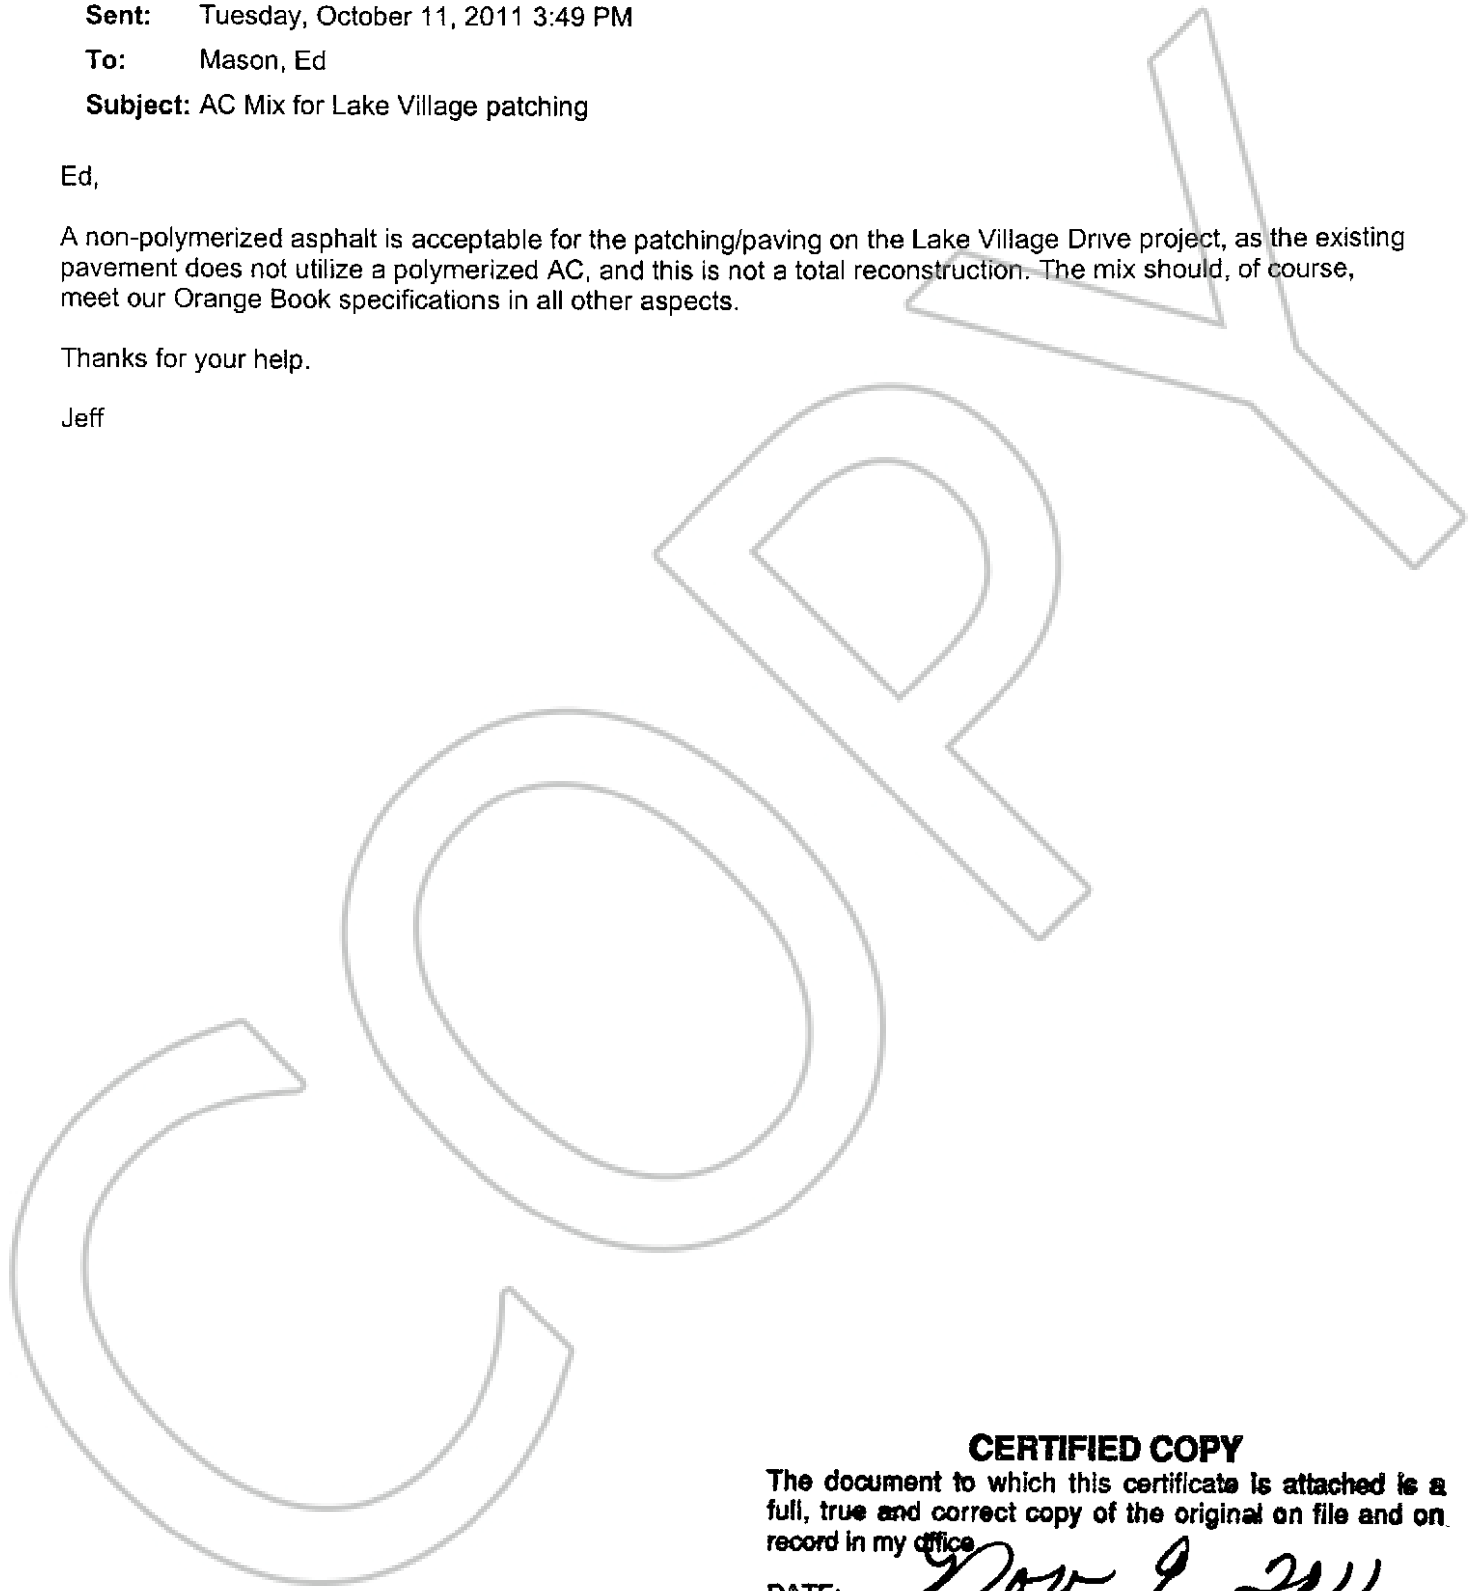 Sent: Tuesday, October 11, 2011 3:49 PM
To: Mason, Ed
Subject: AC Mix for Lake Village patching
Ed,
A non-polymerized asphalt is acceptable for the patching/paving on the Lake Village Drive project, as the existing
pavement does not utilize a polymerized AC, and this is not a total reconstruction. The mix should, of course,
meet our Orange Book specifications in all other aspects.
Thanks for your help.
Jeff
COPY
CERTIFIED COPY
The document to which this certificate is attached is a
full, true and correct copy of the original on file and on
record in my office.
DATE: Nov 9 2011